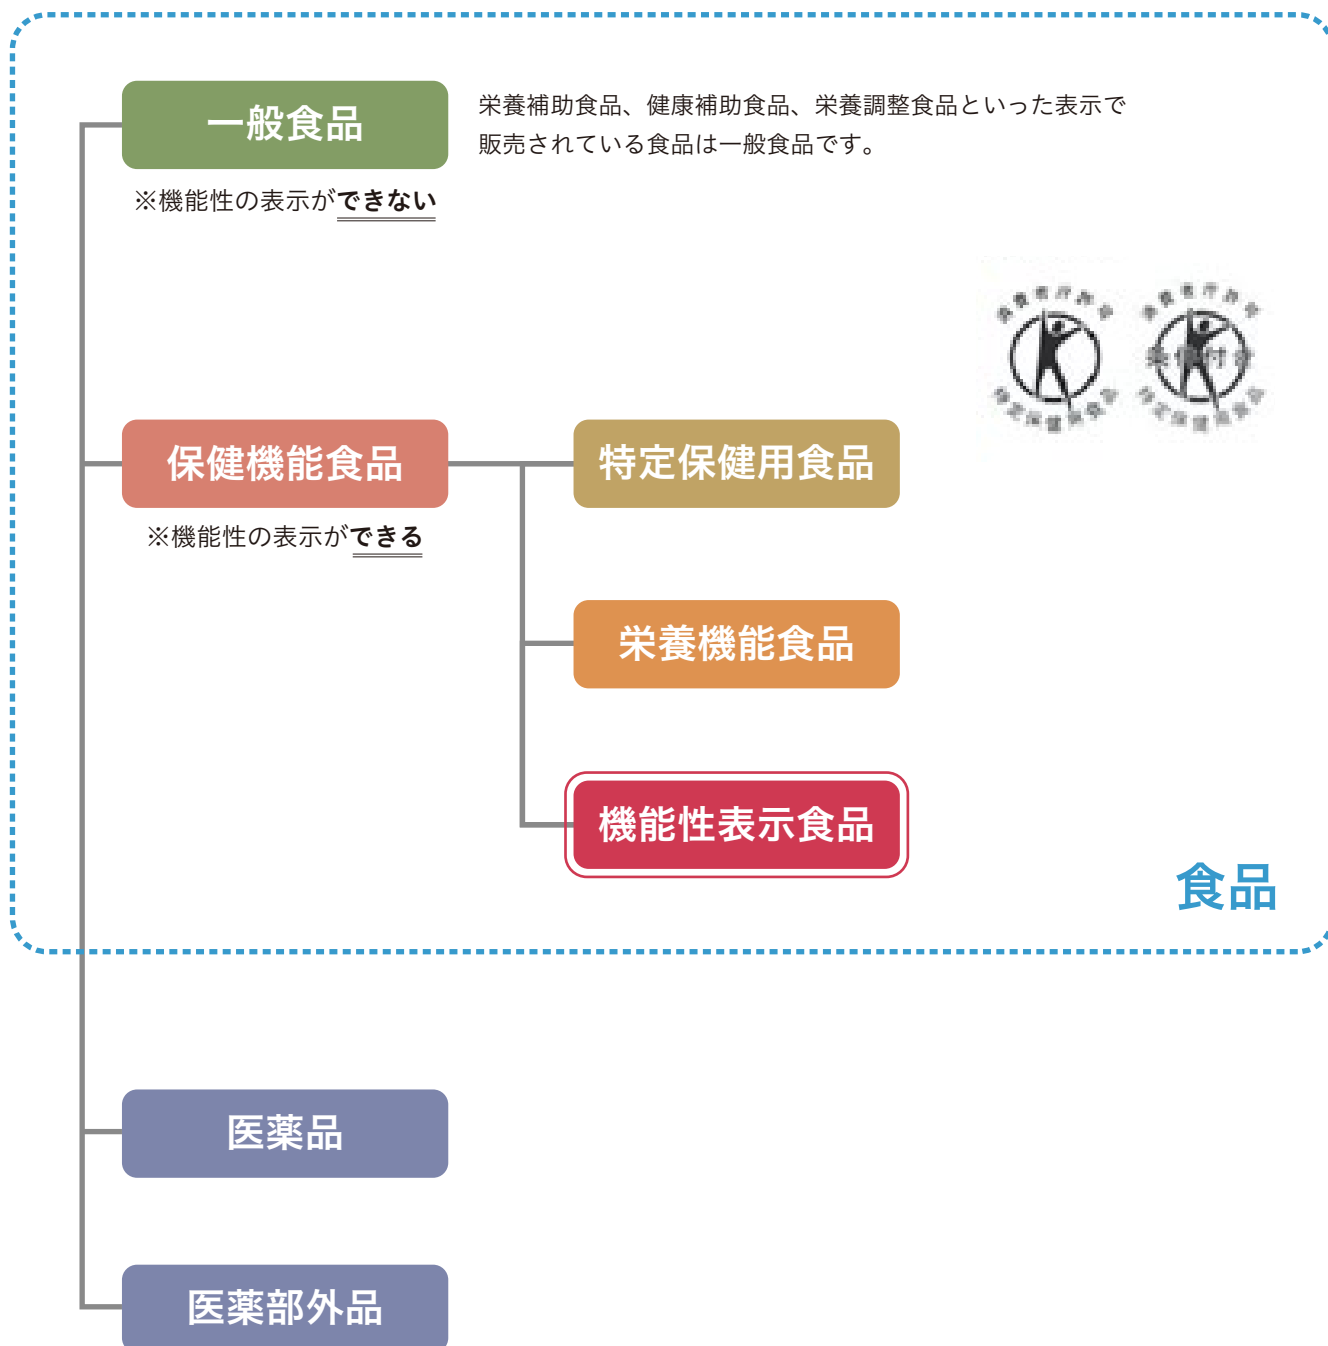 一般食品
栄養補助食品、健康補助食品、栄養調整食品といった表示で
販売されている食品は一般食品です。
※機能性の表示ができない
保健機能食品
※機能性の表示ができる
特定保健用食品
栄養機能食品
機能性表示食品
食品
医薬品
医薬部外品